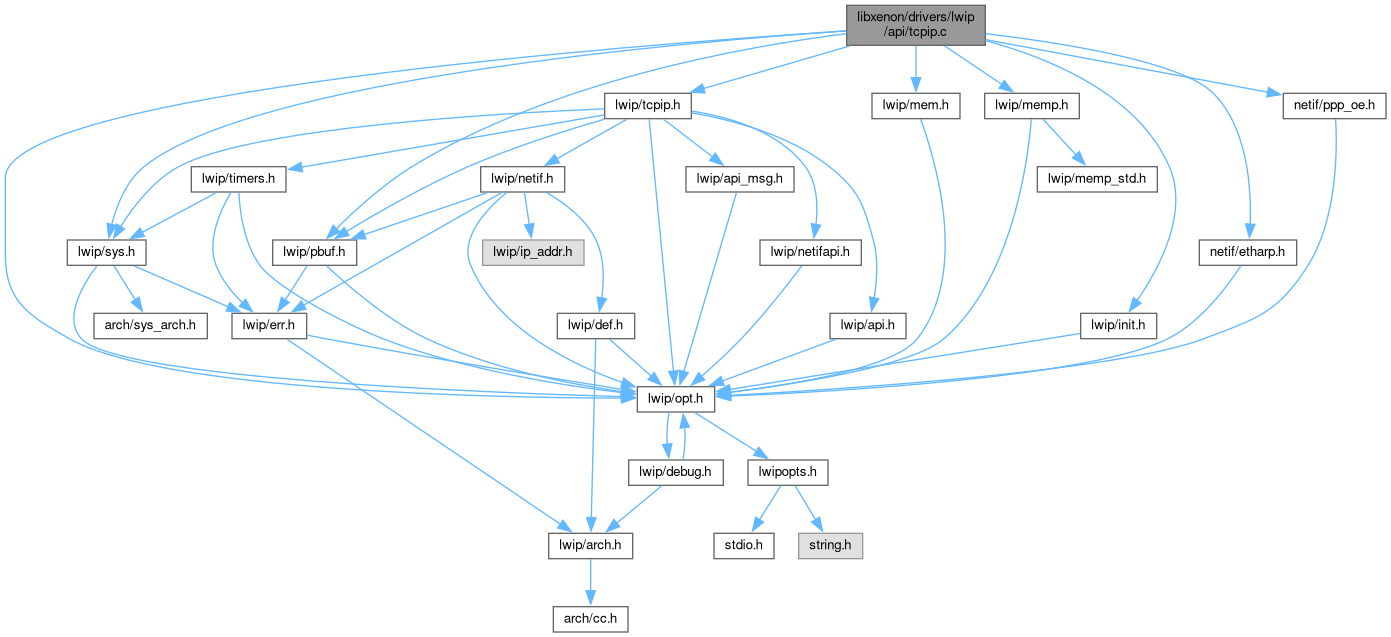 libxenon/drivers/lwip
/api/tcpip.c
lwip/tcpip.h
lwip/mem.h
lwip/memp.h
netif/ppp_oe.h
lwip/timers.h
lwip/netif.h
lwip/api_msg.h
lwip/memp_std.h
lwip/sys.h
lwip/pbuf.h
lwip/ip_addr.h
lwip/netifapi.h
netif/etharp.h
arch/sys_arch.h
lwip/err.h
lwip/def.h
lwip/api.h
lwip/init.h
lwip/opt.h
lwip/debug.h
lwipopts.h
lwip/arch.h
stdio.h
string.h
arch/cc.h